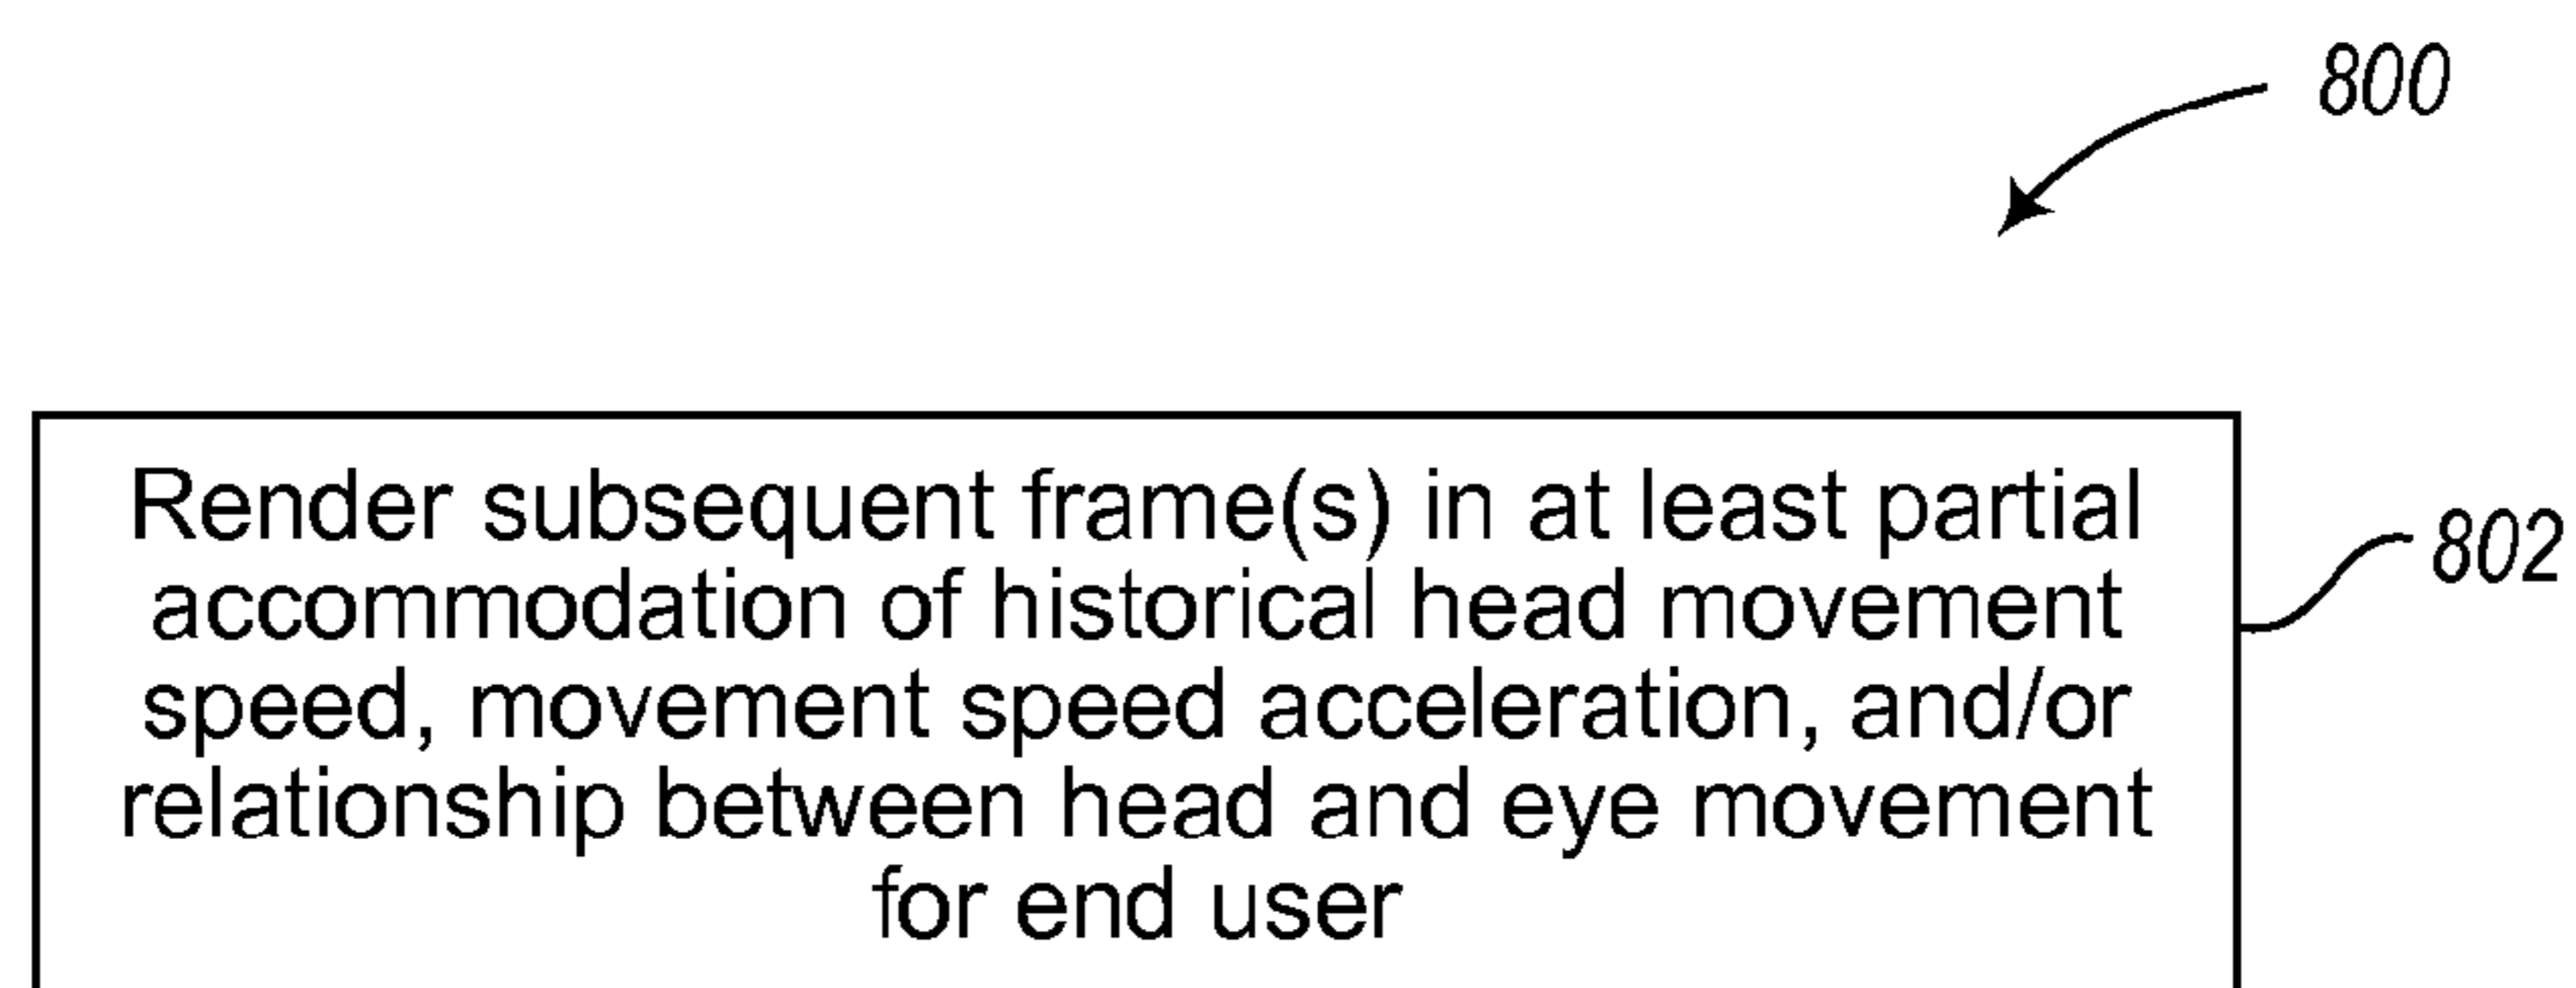 800
Render subsequent frame(s) in at least partial
802
accommodation of historical head movement
speed, movement speed acceleration, and/or
relationship between head and eye movement
for end user